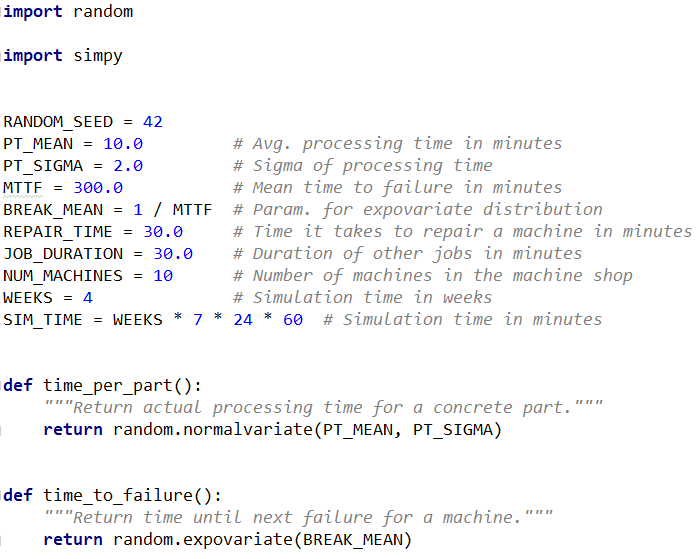 import random
import simpy
RANDOM_SEED = 42
PT_MEAN = 10.0         # Avg. processing time in minutes
PT_SIGMA = 2.0         # Sigma of processing time
MTTF = 300.0           # Mean time to failure in minutes
BREAK_MEAN = 1 / MTTF  # Param. for expovariate distribution
REPAIR_TIME = 30.0     # Time it takes to repair a machine in minutes
JOB_DURATION = 30.0    # Duration of other jobs in minutes
NUM_MACHINES = 10      # Number of machines in the machine shop
WEEKS = 4              # Simulation time in weeks
SIM_TIME = WEEKS * 7 * 24 * 60  # Simulation time in minutes
def time_per_part():
    """Return actual processing time for a concrete part."""
    return random.normalvariate(PT_MEAN, PT_SIGMA)
def time_to_failure():
    """Return time until next failure for a machine."""
    return random.expovariate(BREAK_MEAN)